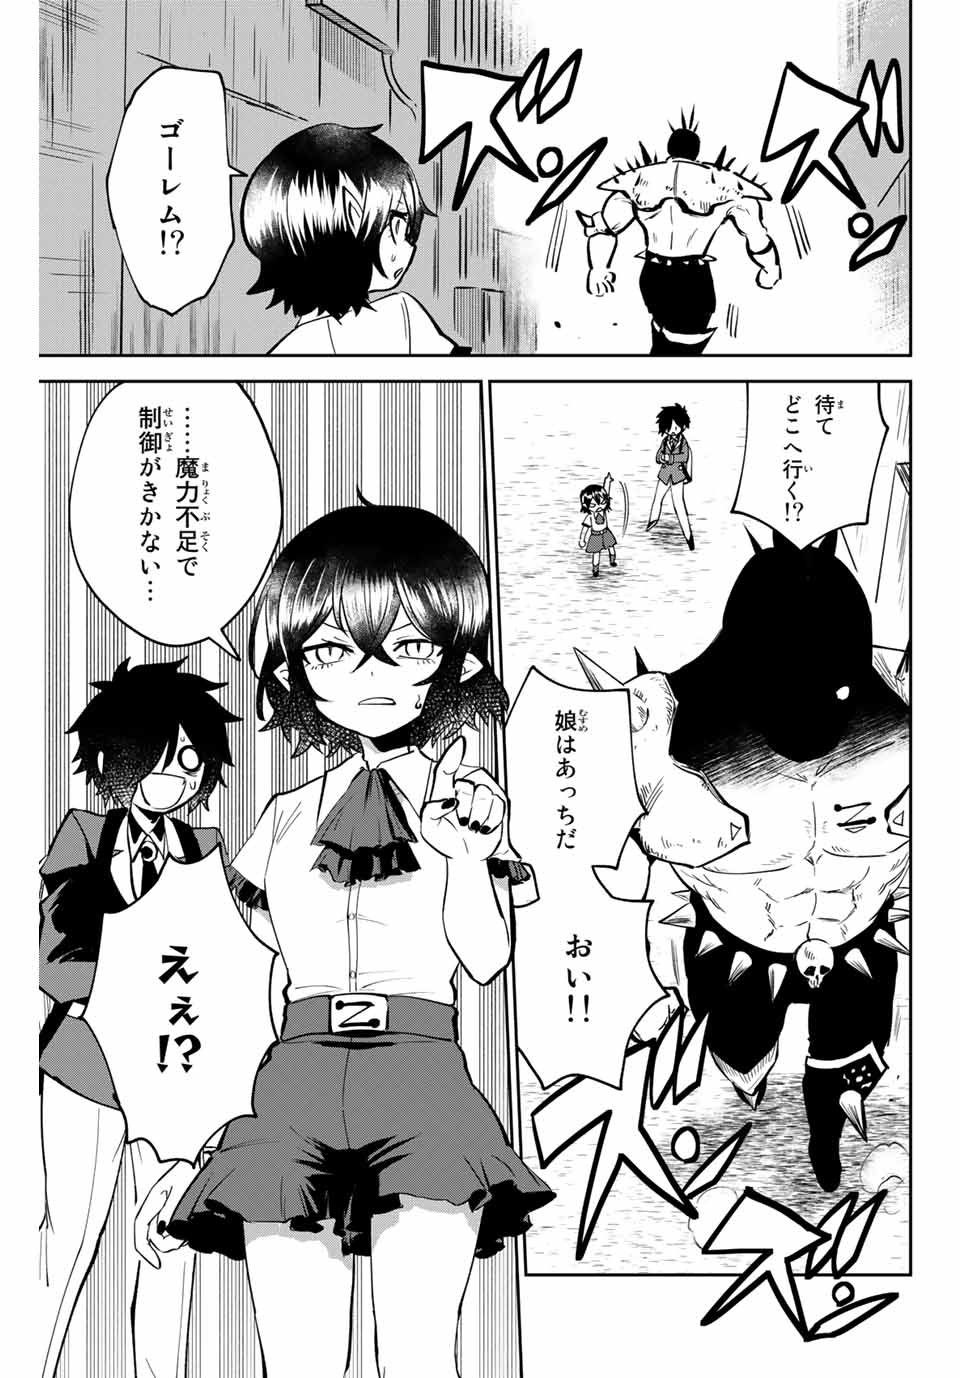 ズン
ズン
ゴーレム!?
待て
どこへ行く!?
娘はあっちだ
おい!!
ズン
ズン
……魔力不足で
制御がきかない…
ええ!?